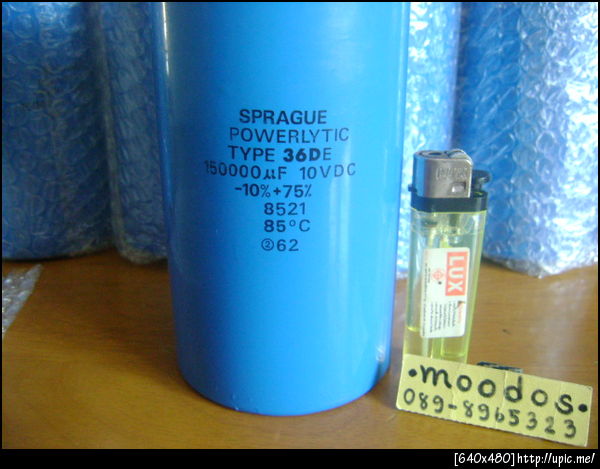 SPRAGUE
POWERLYTIC
TYPE 36DE
150000µF 10VDC
-10%+75%
8521
85°C
②62
LUX
•moodos•
089-8965323
[640x480]http://upic.me/